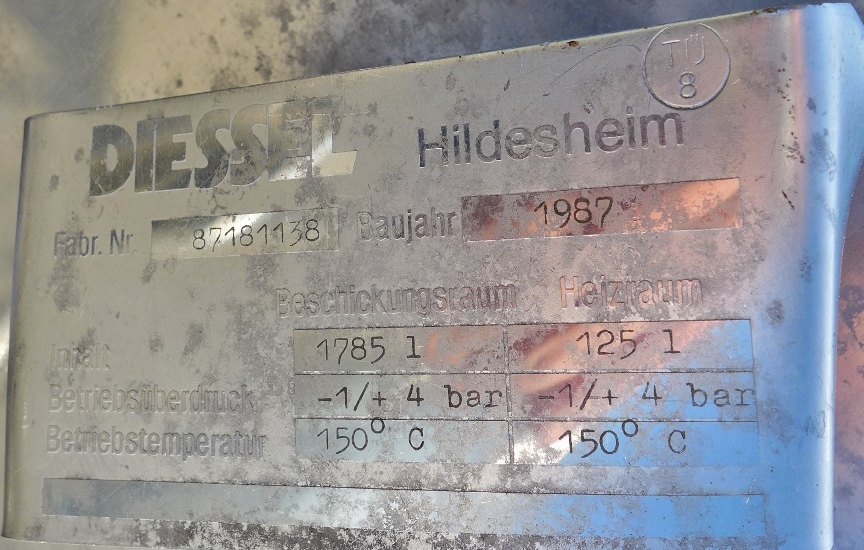 TÜ
8
DIESSEL Hildesheim
Fabr. Nr. 87181138 Baujahr 1987
Beschickungsraum Heizraum
Inhalt 1785 l 125 l
Betriebsüberdruck -1/+ 4 bar -1/+ 4 bar
Betriebstemperatur 150° C 150° C